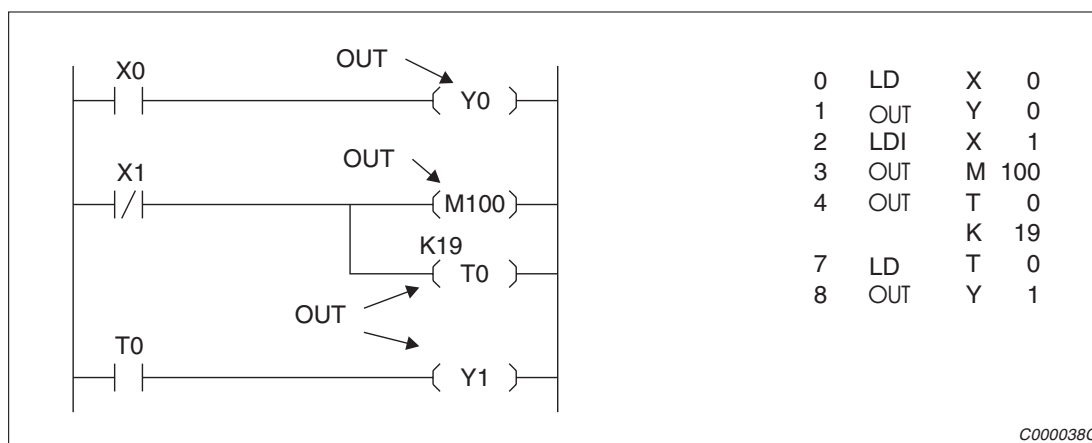 OUT
X0
Y0
OUT
X1
M100
K19
T0
OUT
T0
Y1
0 LD X 0
1 OUT Y 0
2 LDI X 1
3 OUT M 100
4 OUT T 0
K 19
7 LD T 0
8 OUT Y 1